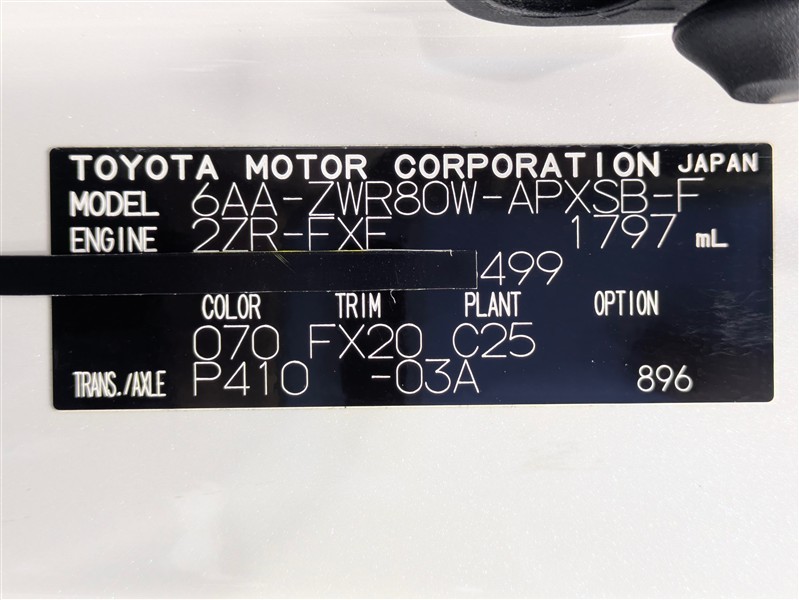 TOYOTA MOTOR CORPORATION JAPAN
MODEL 6AA-ZWR80W-APXSB-F
ENGINE 2ZR-FXE 1797 mL
499
COLOR TRIM PLANT OPTION
070 FX20 C25
TRANS./AXLE P410 -03A 896